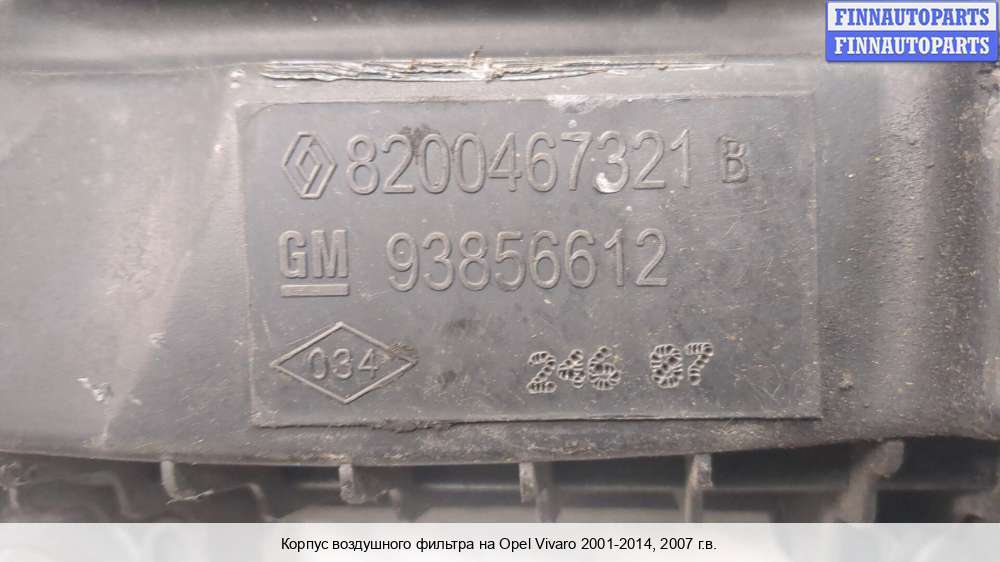 FINNAUTOPARTS
FINNAUTOPARTS
8200467321 B
GM 93856612
034 246 07
Корпус воздушного фильтра на Opel Vivaro 2001-2014, 2007 г.в.